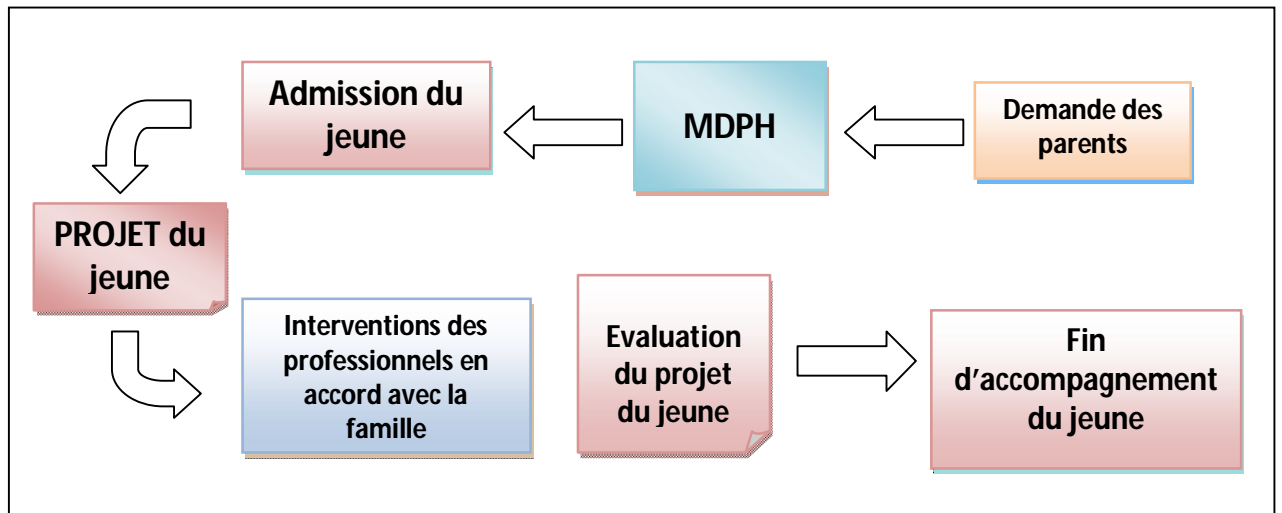 Demande des
parents
MDPH
Admission du
jeune
PROJET du
jeune
Interventions des
professionnels en
accord avec la
famille
Evaluation
du projet
du jeune
Fin
d’accompagnement
du jeune